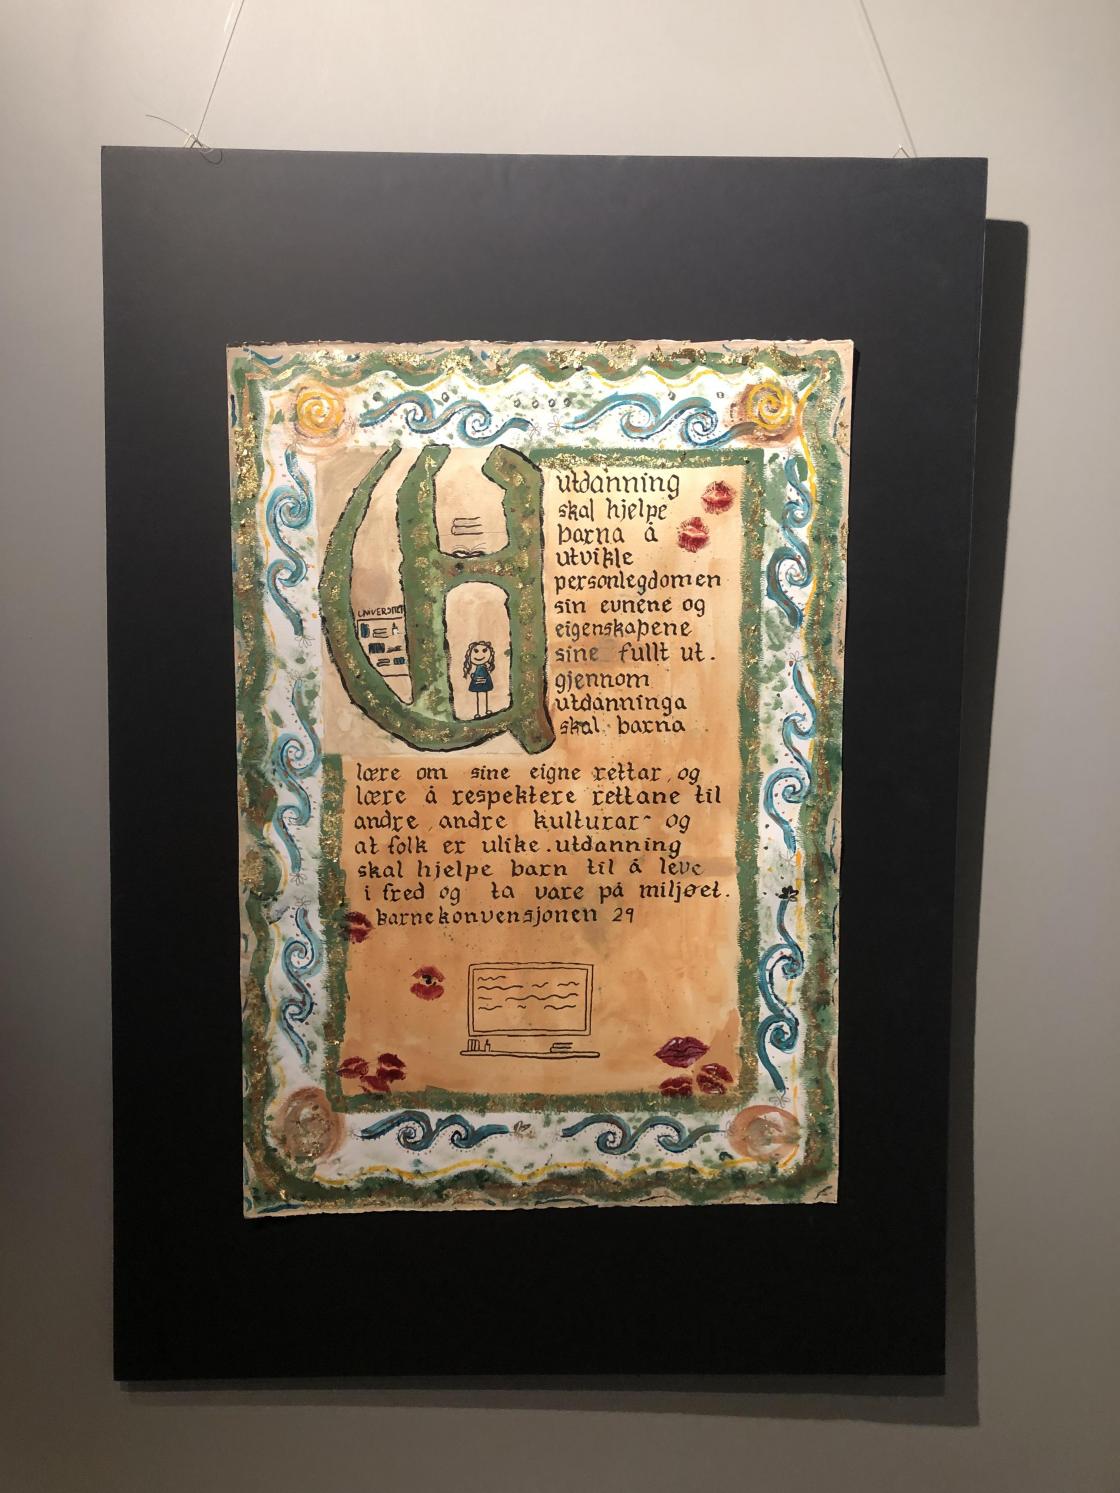 UNIVERSITET
utdanning
skal hjelpe
barna å
utvikle
personlegdomen
sin evnene og
eigenskapene
sine fullt ut.
gjennom
utdanninga
skal barna
lære om sine eigne rettar, og
lære å respektere rettane til
andre, andre kulturar og
at folk er ulike. utdanning
skal hjelpe barn til å leve
i fred og ta vare på miljøet.
barnekonvensjonen 29